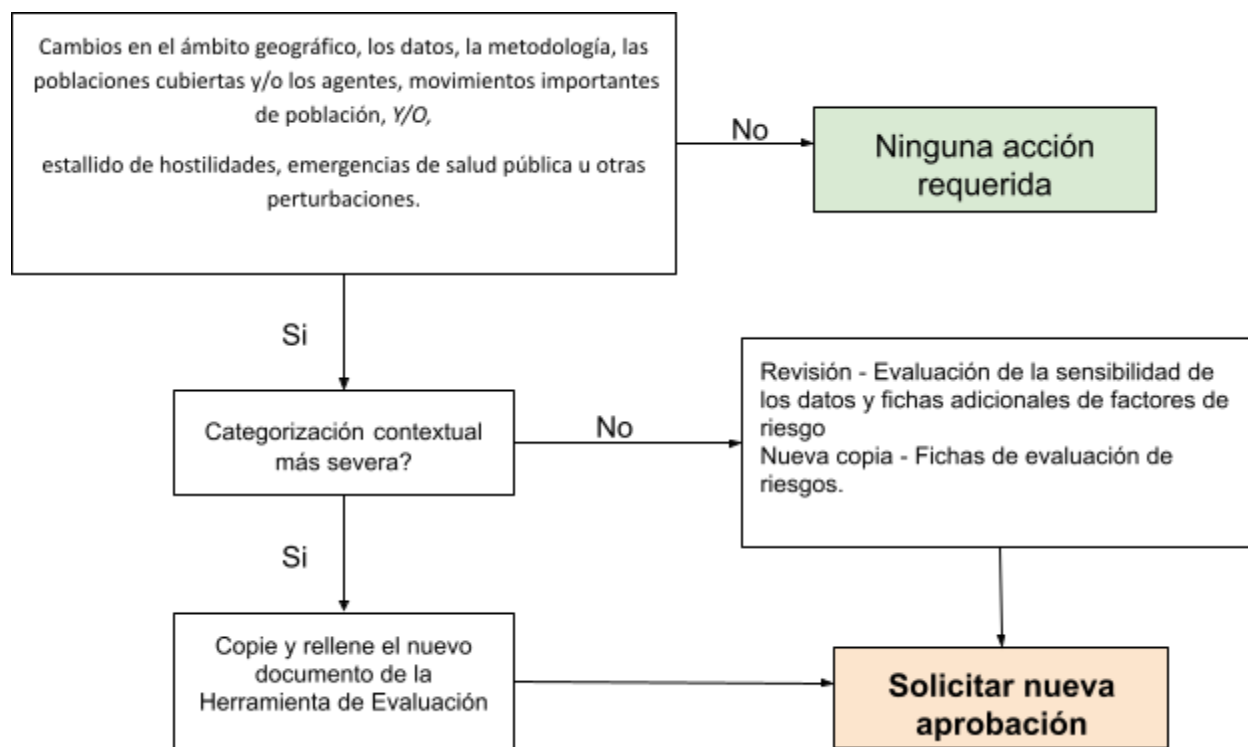 Cambios en el ámbito geográfico, los datos, la metodología, las
poblaciones cubiertas y/o los agentes, movimientos importantes
de población, Y/O,
estallido de hostilidades, emergencias de salud pública u otras
perturbaciones.
No
Ninguna acción
requerida
Si
Categorización contextual
más severa?
No
Revisión - Evaluación de la sensibilidad de
los datos y fichas adicionales de factores de
riesgo
Nueva copia - Fichas de evaluación de
riesgos.
Si
Copie y rellene el nuevo
documento de la
Herramienta de Evaluación
Solicitar nueva
aprobación